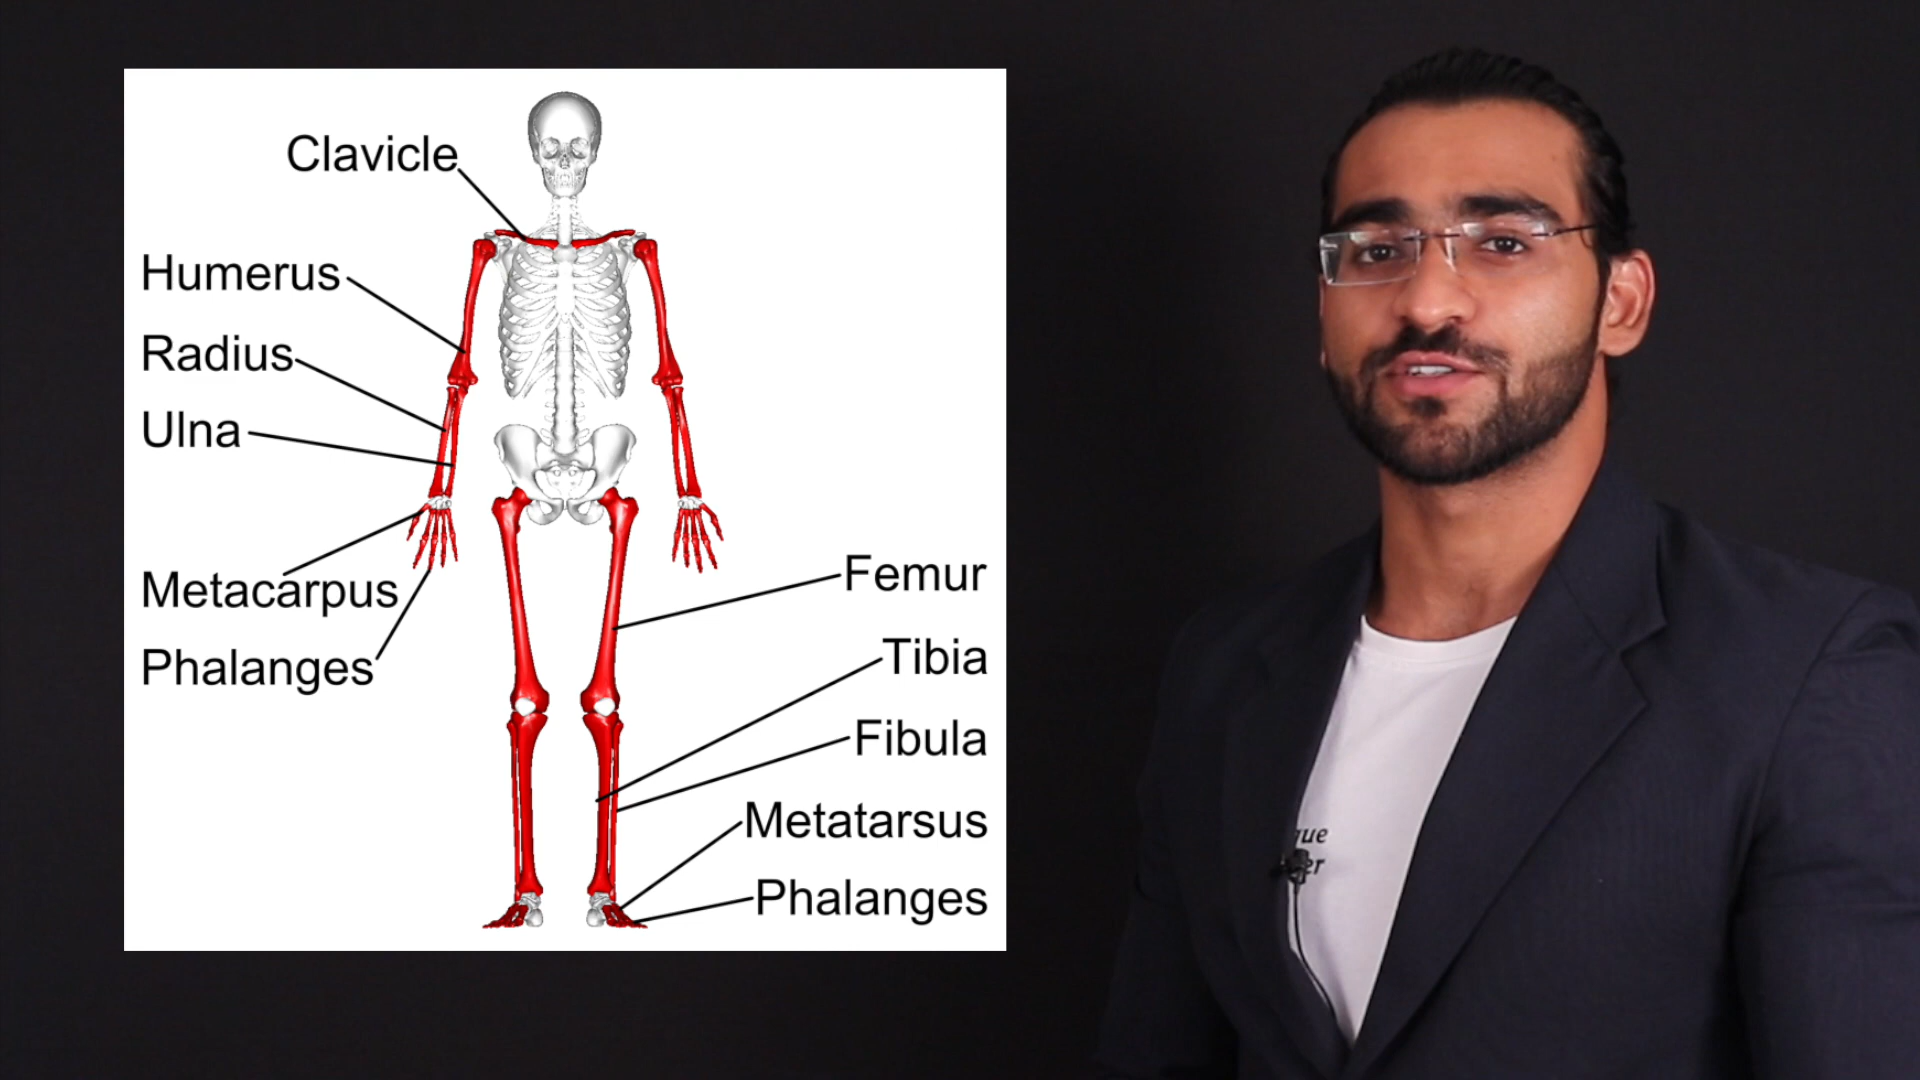 Clavicle
Humerus
Radius
Ulna
Metacarpus
Phalanges
Femur
Tibia
Fibula
Metatarsus
Phalanges